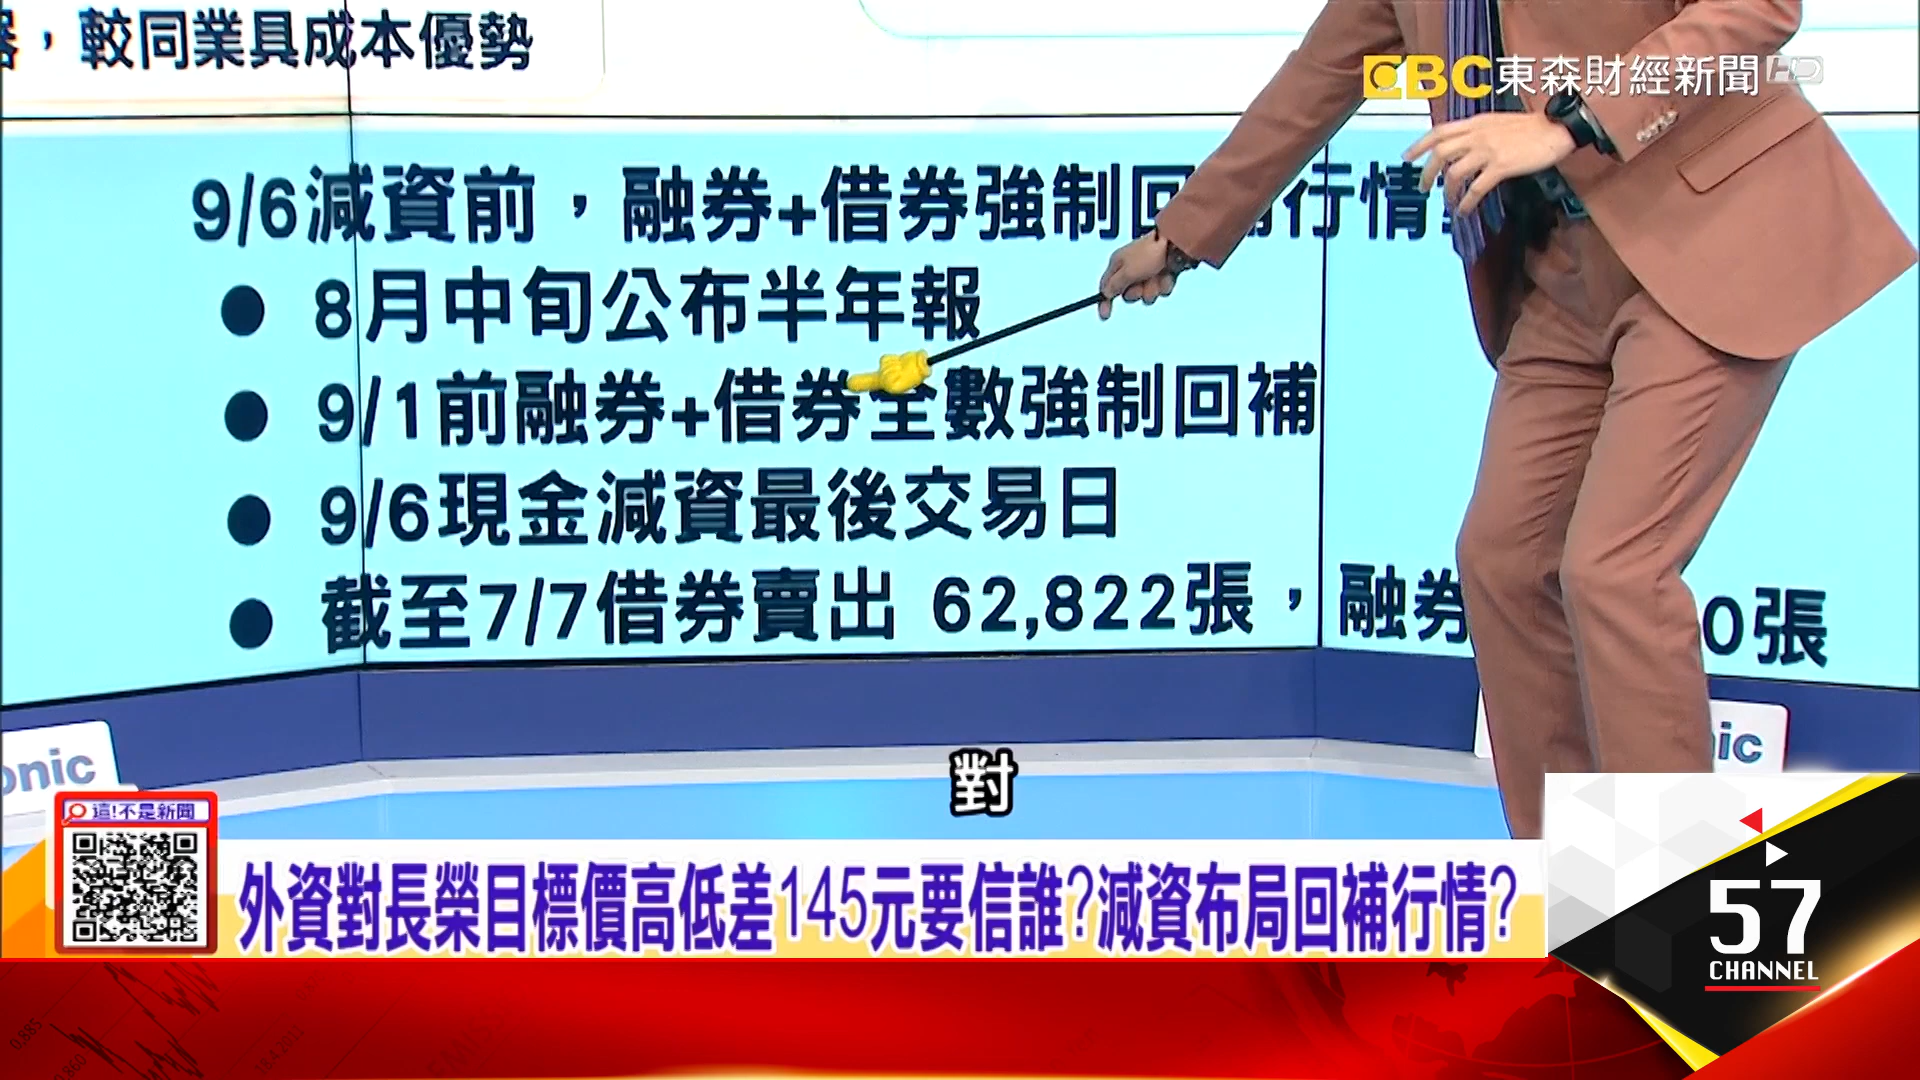 ，較同業具成本優勢
EBC東森財經新聞HD
9/6減資前，融券+借券強制回補行情
● 8月中旬公布半年報
● 9/1前融券+借券全數強制回補
● 9/6現金減資最後交易日
● 截至7/7借券賣出 62,822張，融券 0張
onic
ic
對
這!不是新聞
外資對長榮目標價高低差145元要信誰?減資布局回補行情?
57
CHANNEL